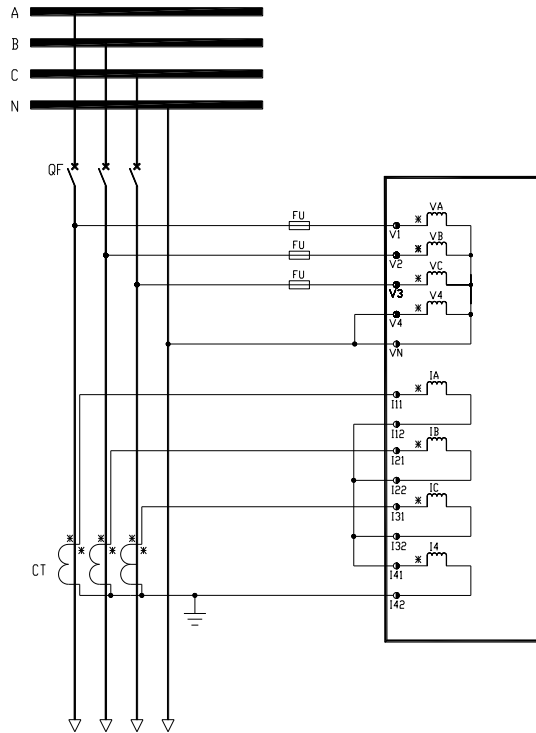 A
B
C
N
QF
FU
VA
V1
FU
VB
V2
FU
VC
V3
V4
V4
VN
IA
I11
I12
IB
I21
I22
IC
I31
I32
I4
I41
CT
I42